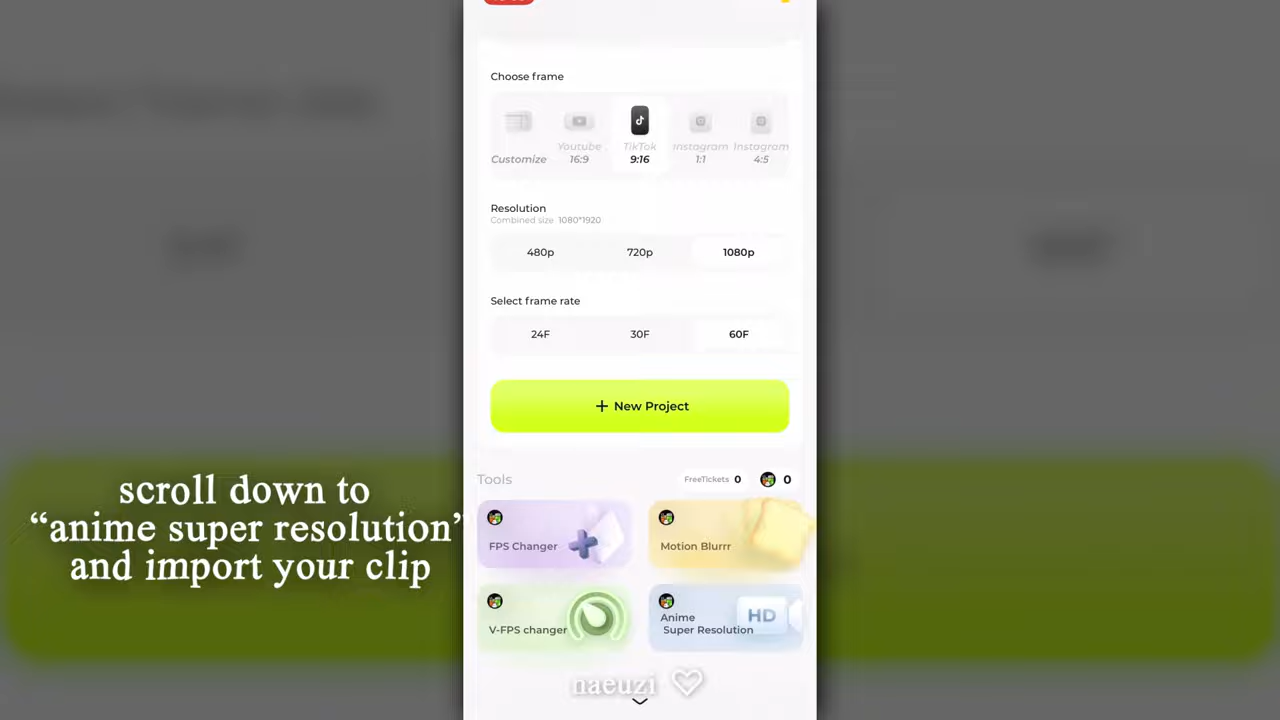 Choose frame
Customize
Youtube
16:9
TikTok
9:16
Instagram
1:1
Instagram
4:5
Resolution
Combined size 1080*1920
480p
720p
1080p
Select frame rate
24F
30F
60F
+ New Project
Tools
FreeTickets 0
0
FPS Changer
Motion Blurrr
V-FPS changer
Anime
Super Resolution
HD
scroll down to
“anime super resolution”
and import your clip
naeuzi ♡